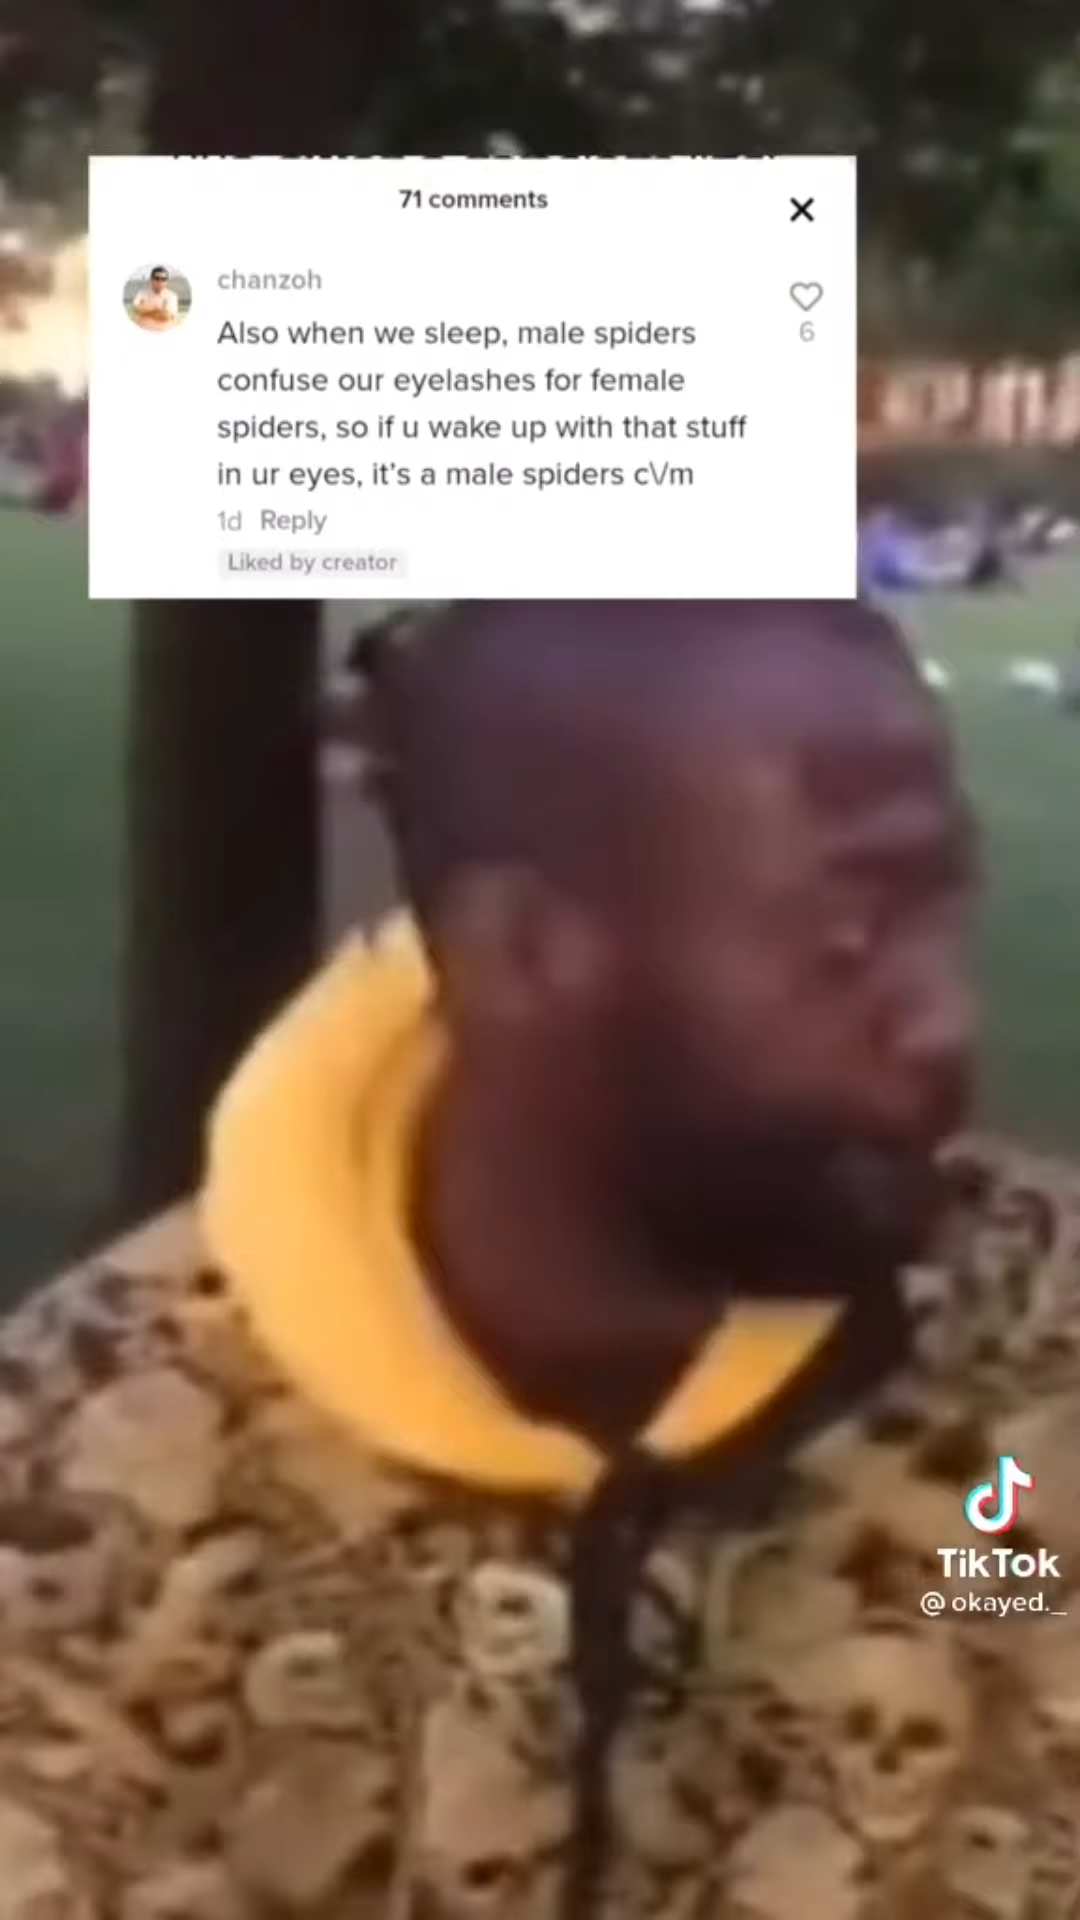 71 comments
chanzoh
Also when we sleep, male spiders
confuse our eyelashes for female
spiders, so if u wake up with that stuff
in ur eyes, it's a male spiders c\/m
6
1d Reply
Liked by creator
TikTok
@okayed._